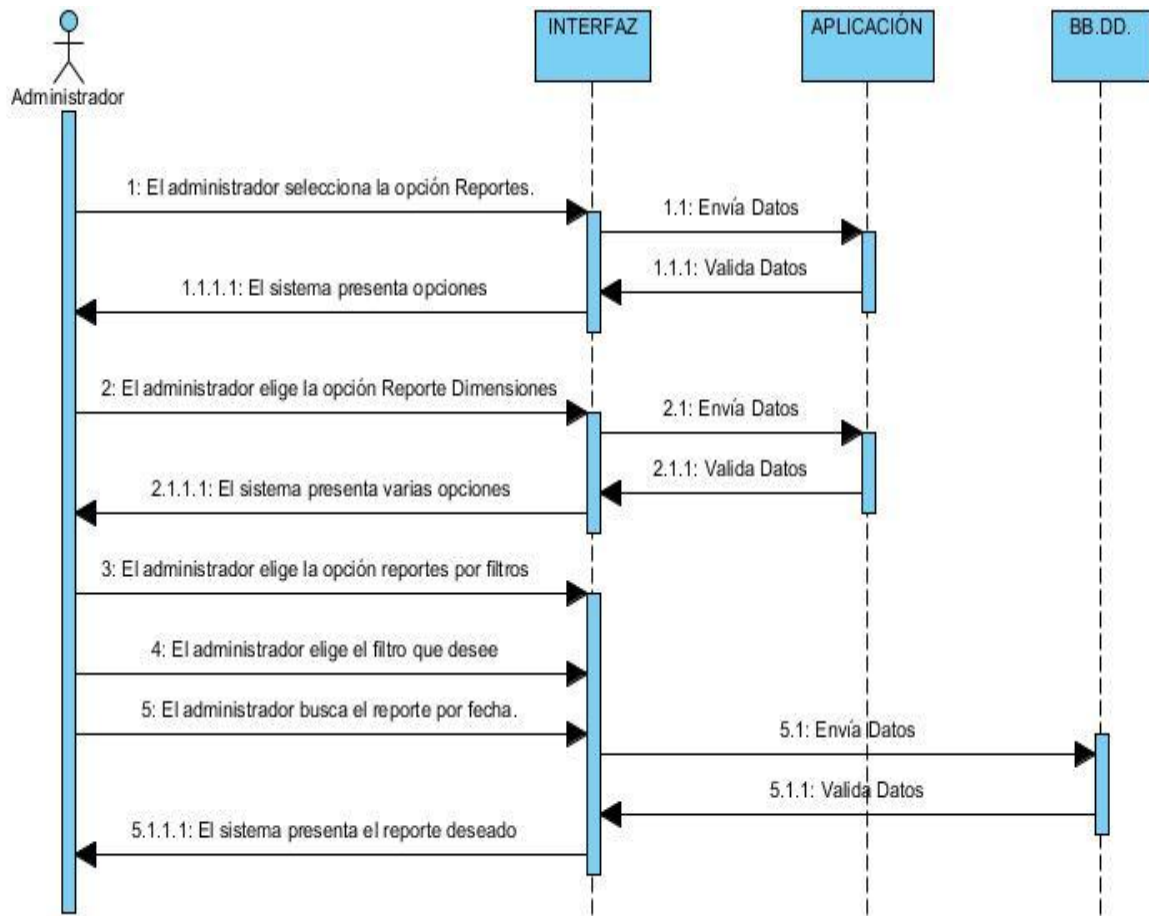 INTERFAZ
APLICACIÓN
BB.DD.
Administrador
1: El administrador selecciona la opción Reportes.
1.1: Envía Datos
1.1.1: Valida Datos
1.1.1.1: El sistema presenta opciones
2: El administrador elige la opción Reporte Dimensiones
2.1: Envía Datos
2.1.1: Valida Datos
2.1.1.1: El sistema presenta varias opciones
3: El administrador elige la opción reportes por filtros
4: El administrador elige el filtro que desee
5: El administrador busca el reporte por fecha.
5.1: Envía Datos
5.1.1: Valida Datos
5.1.1.1: El sistema presenta el reporte deseado